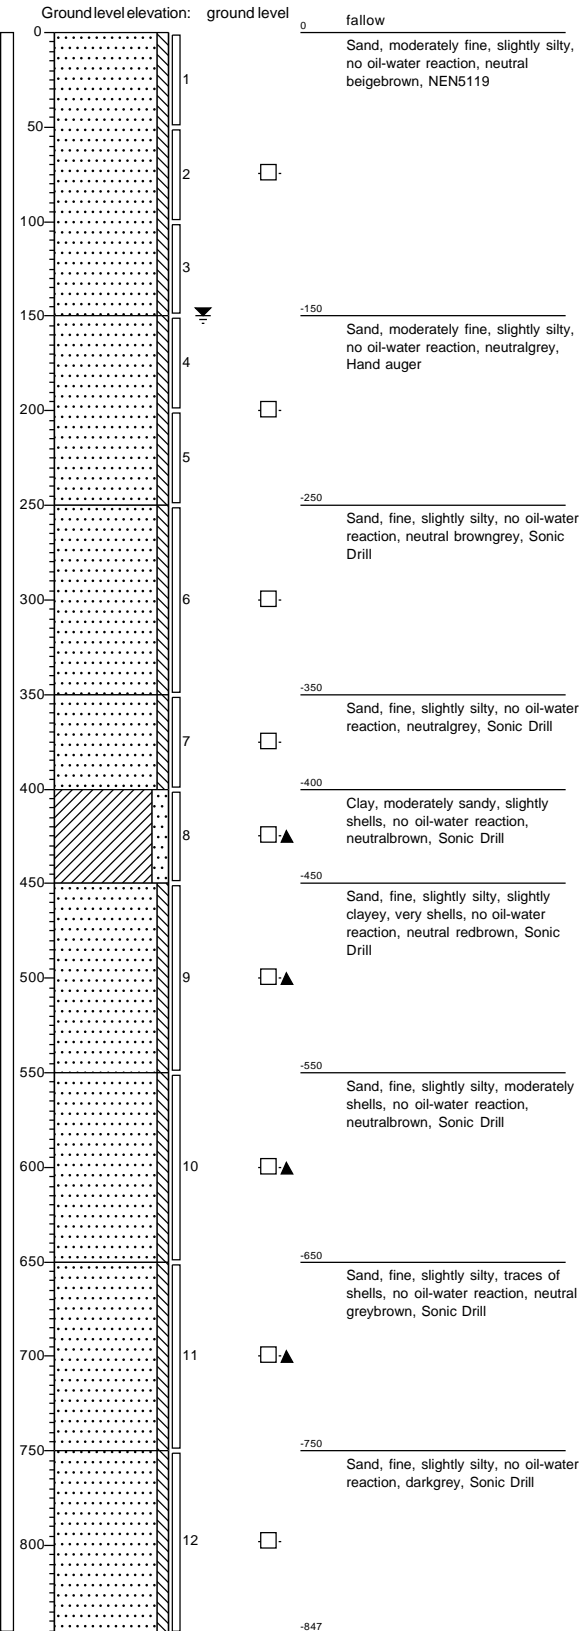 Ground level elevation: ground level
0
0 fallow
Sand, moderately fine, slightly silty,
no oil-water reaction, neutral
beigebrown, NEN5119
1
50
2
100
3
150
-150
Sand, moderately fine, slightly silty,
no oil-water reaction, neutralgrey,
Hand auger
4
200
5
250
-250
Sand, fine, slightly silty, no oil-water
reaction, neutral browngrey, Sonic
Drill
300
6
350
-350
Sand, fine, slightly silty, no oil-water
reaction, neutralgrey, Sonic Drill
7
400
-400
Clay, moderately sandy, slightly
shells, no oil-water reaction,
neutralbrown, Sonic Drill
8
450
-450
Sand, fine, slightly silty, slightly
clayey, very shells, no oil-water
reaction, neutral redbrown, Sonic
Drill
500
9
550
-550
Sand, fine, slightly silty, moderately
shells, no oil-water reaction,
neutralbrown, Sonic Drill
600
10
650
-650
Sand, fine, slightly silty, traces of
shells, no oil-water reaction, neutral
greybrown, Sonic Drill
700
11
750
-750
Sand, fine, slightly silty, no oil-water
reaction, darkgrey, Sonic Drill
800
12
-847